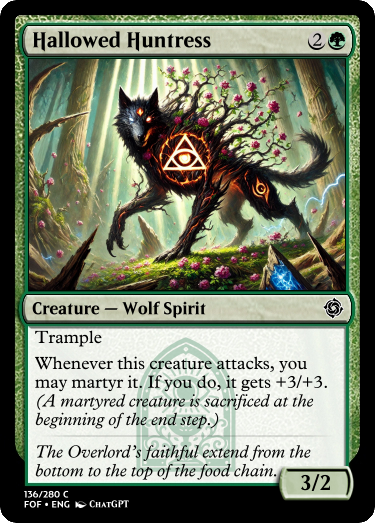 Hallowed Huntress 2
Creature — Wolf Spirit
Trample
Whenever this creature attacks, you
may martyr it. If you do, it gets +3/+3.
(A martyred creature is sacrificed at the
beginning of the end step.)
The Overlord's faithful extend from the
bottom to the top of the food chain.
3/2
136/280 C
FOF • ENG ChatGPT